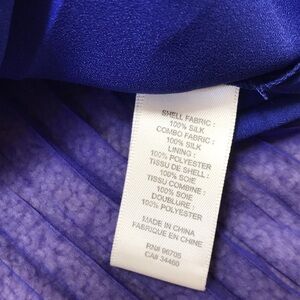 SHELL FABRIC :
100% SILK
COMBO FABRIC :
100% SILK
LINING :
100% POLYESTER
TISSU DE SHELL :
100% SOIE
TISSU COMBINE :
100% SOIE
DOUBLURE :
100% POLYESTER
MADE IN CHINA
FABRIQUE EN CHINE
RN# 96705
CA# 34460